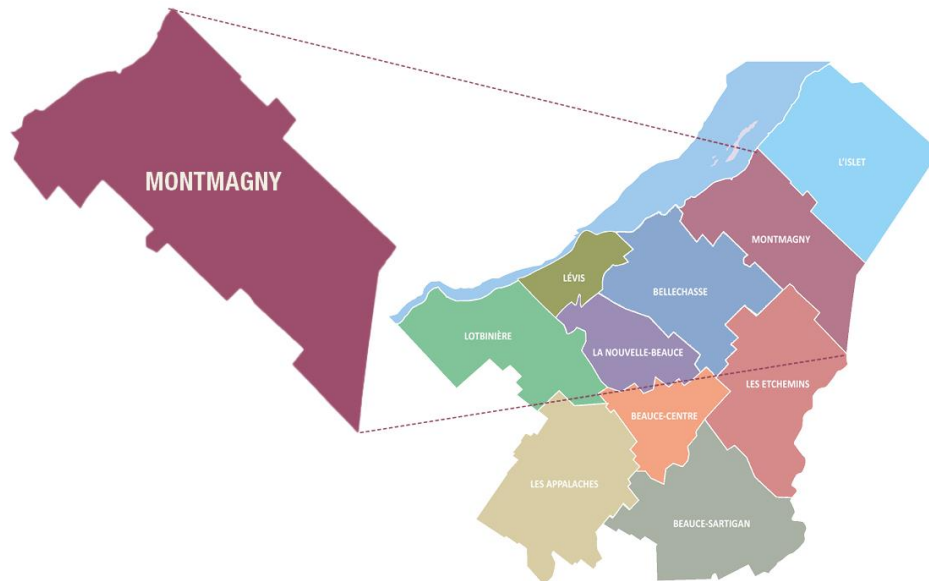 MONTMAGNY
L'ISLET
MONTMAGNY
LÉVIS
BELLECHASSE
LOTBINIÈRE
LA NOUVELLE-BEAUCE
LES ETCHEMINS
BEAUCE-CENTRE
LES APPALACHES
BEAUCE-SARTIGAN